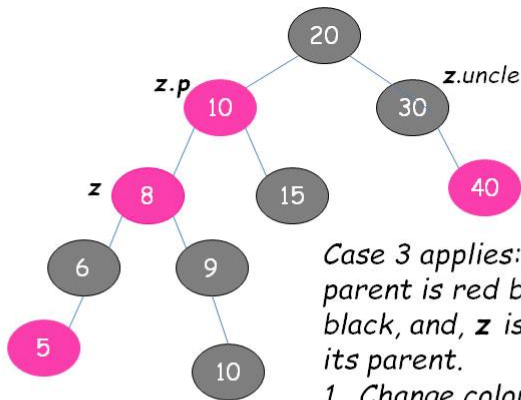 20
z.p
10
z.uncle
30
z
8
15
40
6
9
5
10
Case 3 applies:
parent is red b
black, and, z is
its parent.